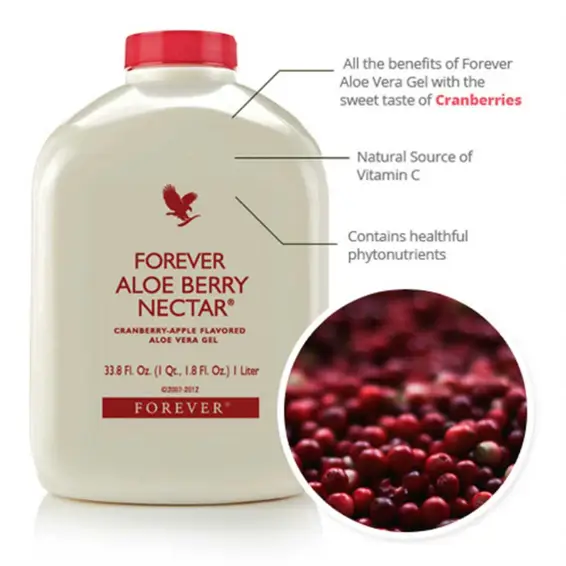 All the benefits of Forever
Aloe Vera Gel with the
sweet taste of Cranberries
Natural Source of
Vitamin C
Contains healthful
phytonutrients
FOREVER
ALOE BERRY
NECTAR®
CRANBERRY-APPLE FLAVORED
ALOE VERA GEL
33.8 Fl. Oz. (1 Qt., 1.8 Fl. Oz.) 1 Liter
©2007-2012
FOREVER®